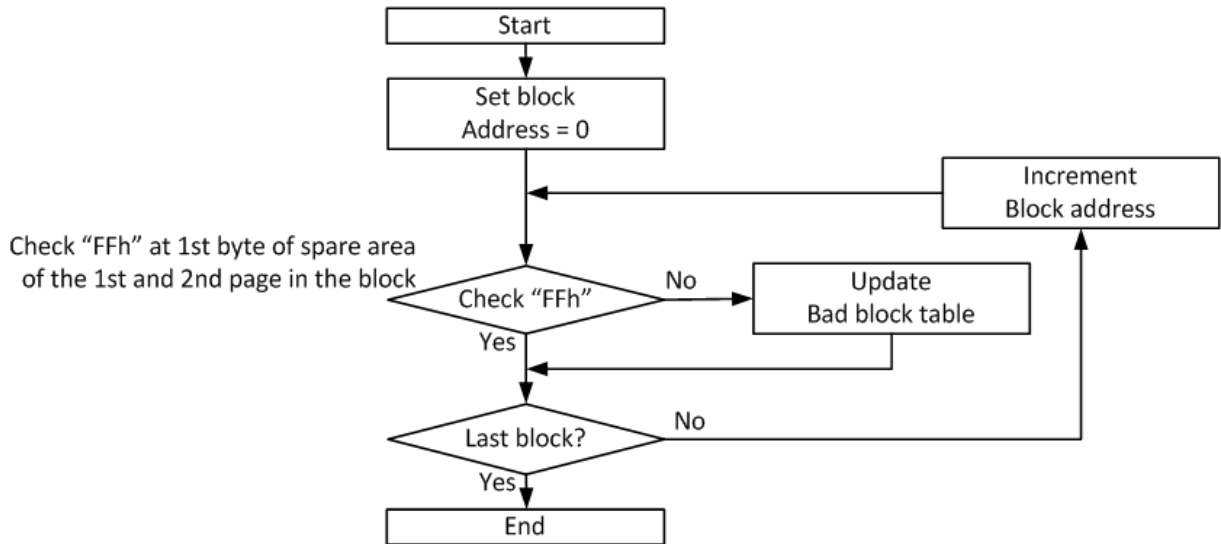 Start
Set block
Address = 0
Increment
Block address
Check “FFh” at 1st byte of spare area
of the 1st and 2nd page in the block
Check “FFh”
No
Update
Bad block table
Yes
Last block?
No
Yes
End